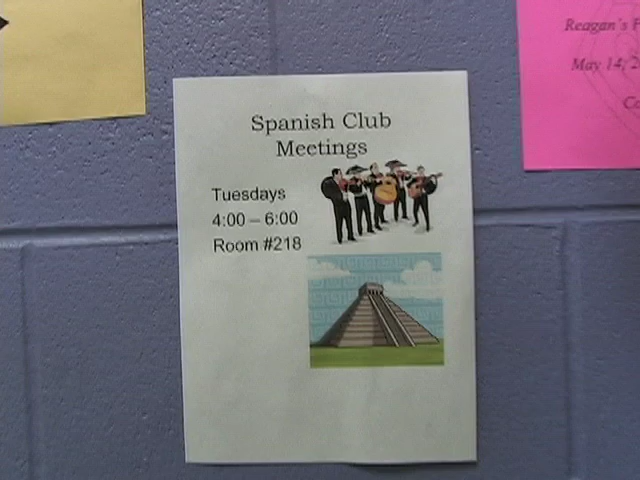 Spanish Club
Meetings
Tuesdays
4:00 – 6:00
Room #218
Reagan's
May 14, 2